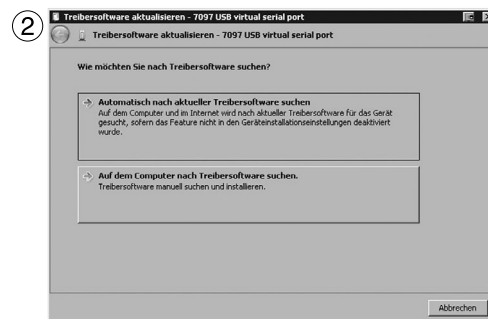 ②
Treibersoftware aktualisieren - 7097 USB virtual serial port
Treibersoftware aktualisieren - 7097 USB virtual serial port
Wie möchten Sie nach Treibersoftware suchen?
Automatisch nach aktueller Treibersoftware suchen
Auf dem Computer und im Internet wird nach aktueller Treibersoftware für das Gerät
gesucht, sofern das Feature nicht in den Geräteinstallationseinstellungen deaktiviert
wurde.
Auf dem Computer nach Treibersoftware suchen.
Treibersoftware manuell suchen und installieren.
Abbrechen